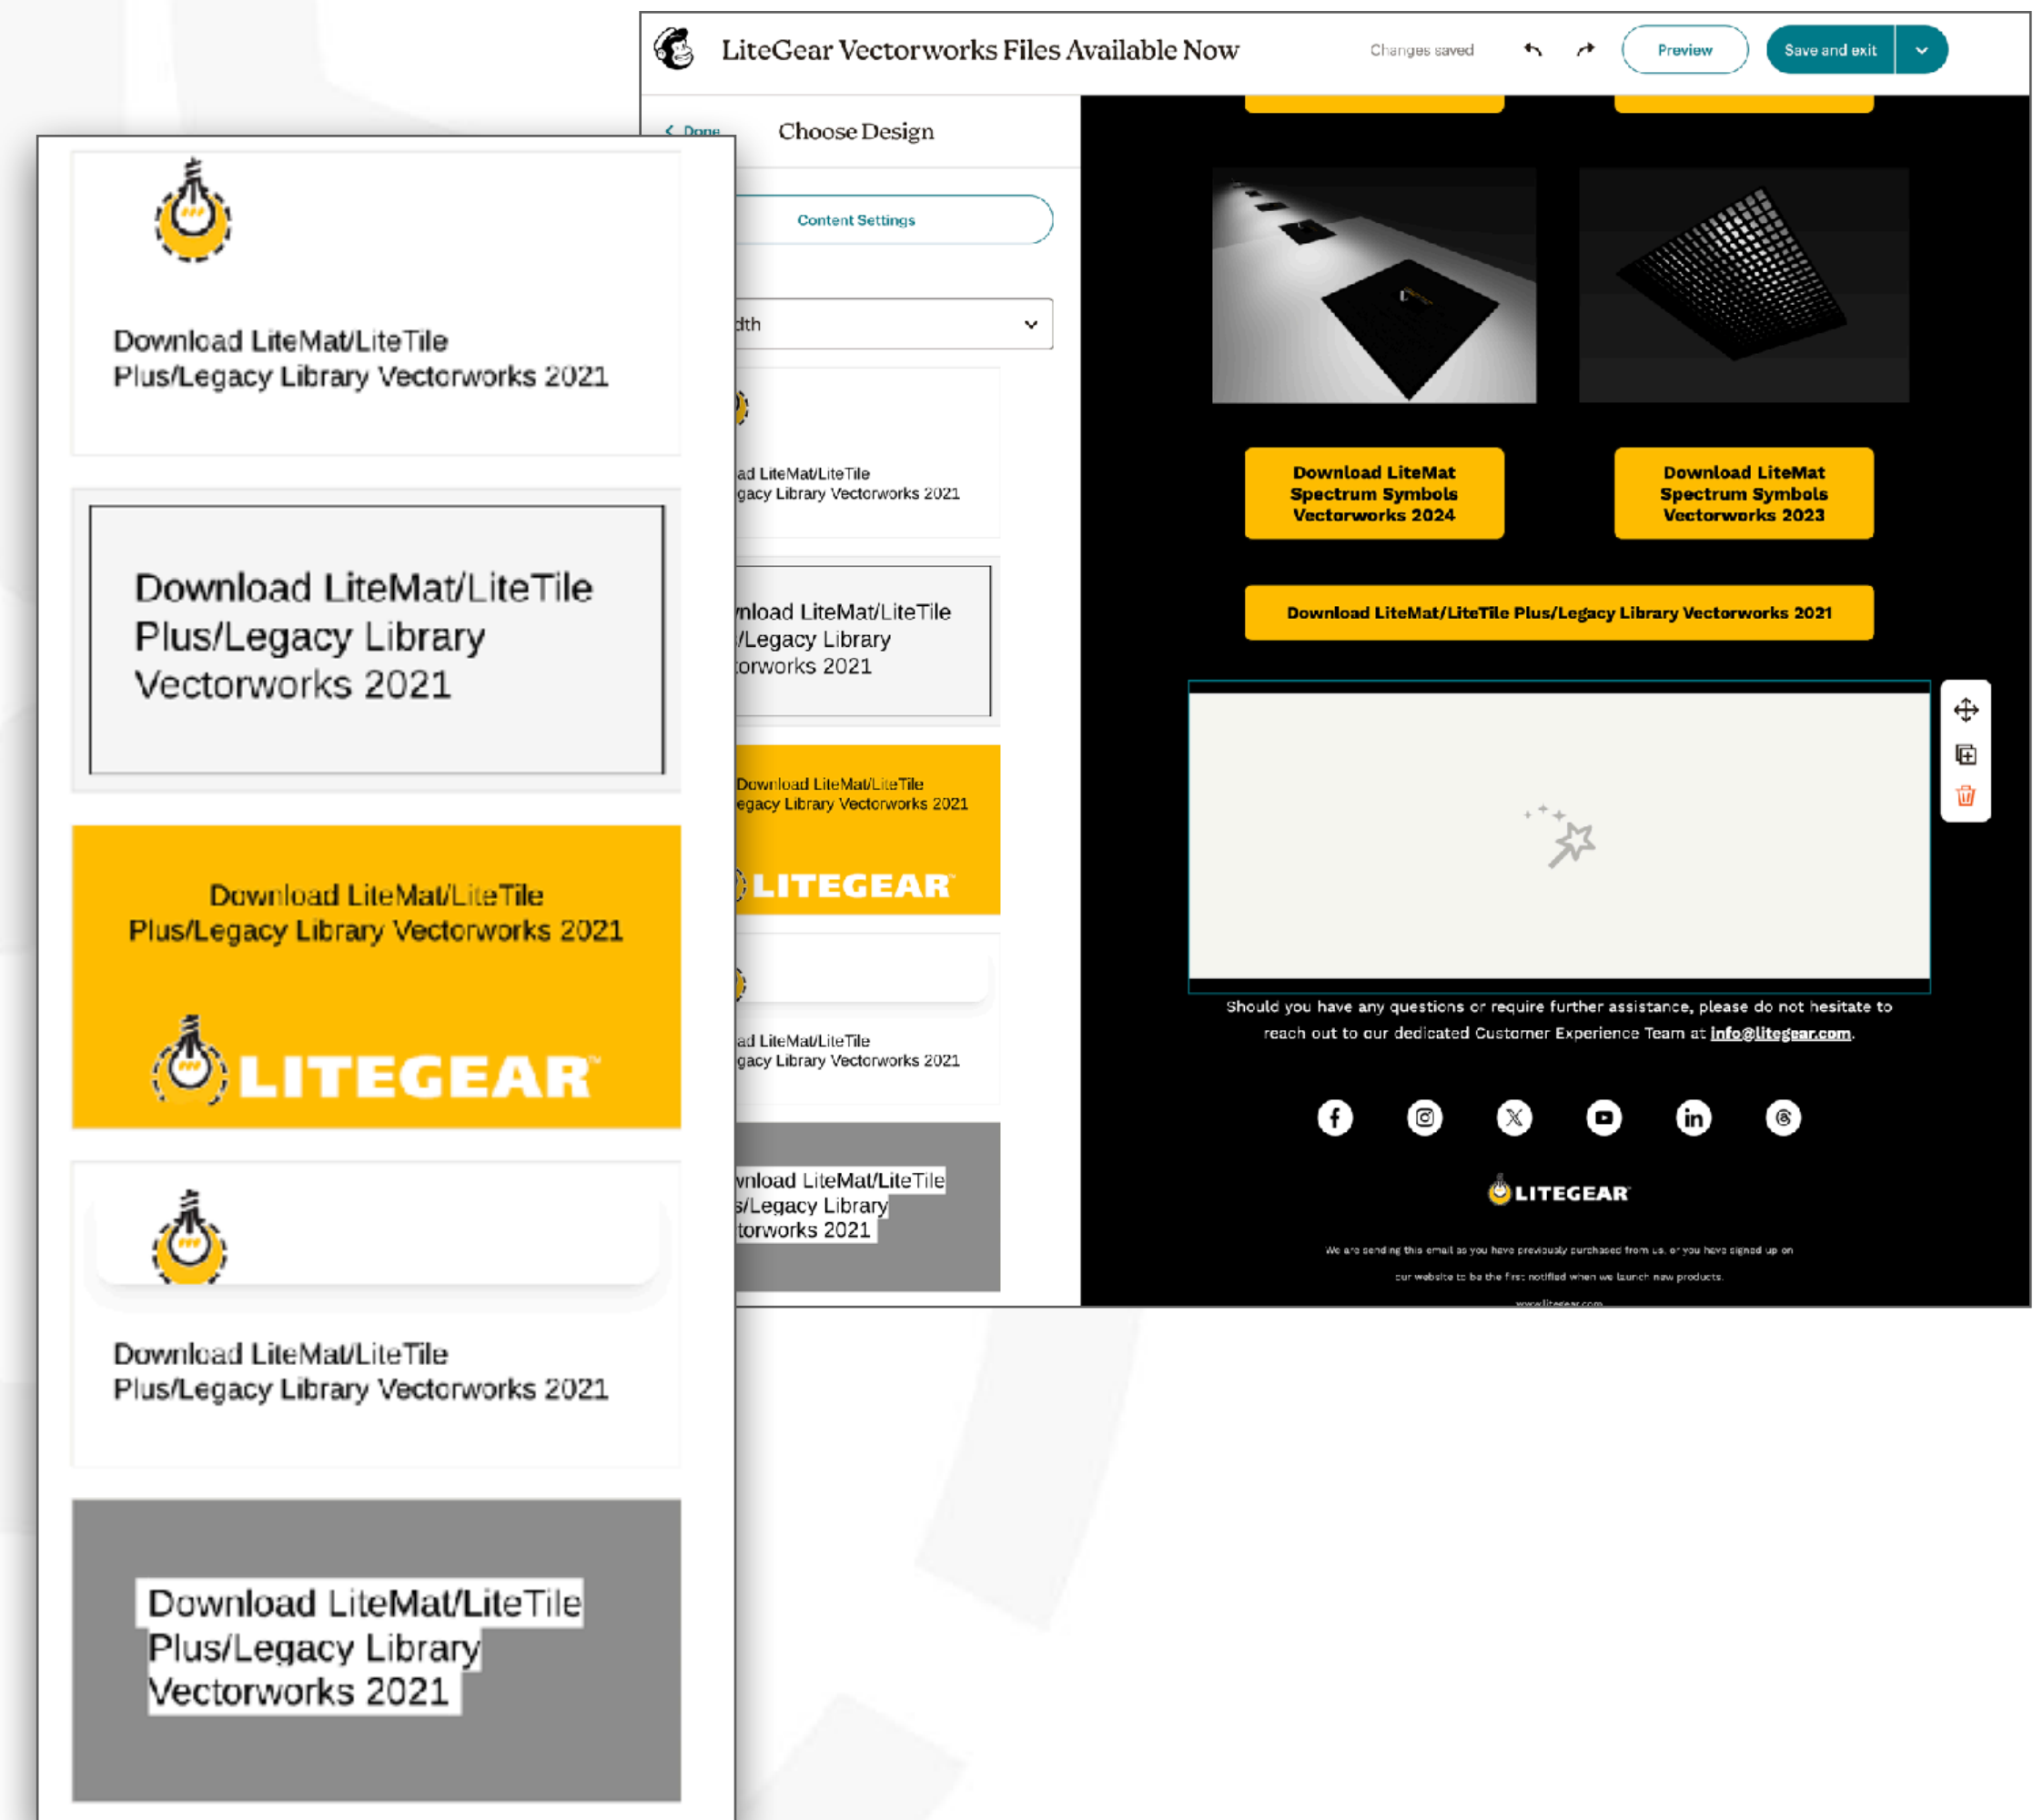 LiteGear Vectorworks Files Available Now
Changes saved
Preview
Save and exit
Done
Choose Design
Content Settings
Download LiteMat/LiteTile
Plus/Legacy Library Vectorworks 2021
Download LiteMat/LiteTile
Plus/Legacy Library
Vectorworks 2021
Download LiteMat/LiteTile
Plus/Legacy Library Vectorworks 2021
LITEGEAR™
Download LiteMat/LiteTile
Plus/Legacy Library Vectorworks 2021
Download LiteMat/LiteTile
Plus/Legacy Library
Vectorworks 2021
dth
ad LiteMat/LiteTile
gacy Library Vectorworks 2021
nload LiteMat/LiteTile
/Legacy Library
orworks 2021
Download LiteMat/LiteTile
egacy Library Vectorworks 2021
LITEGEAR™
ad LiteMat/LiteTile
gacy Library Vectorworks 2021
wnload LiteMat/LiteTile
s/Legacy Library
torworks 2021
Download LiteMat
Spectrum Symbols
Vectorworks 2024
Download LiteMat
Spectrum Symbols
Vectorworks 2023
Download LiteMat/LiteTile Plus/Legacy Library Vectorworks 2021
Should you have any questions or require further assistance, please do not hesitate to
reach out to our dedicated Customer Experience Team at info@litegear.com.
LITEGEAR
We are sending this email as you have previously purchased from us, or you have signed up on
our website to be the first notified when we launch new products.
www.litegear.com